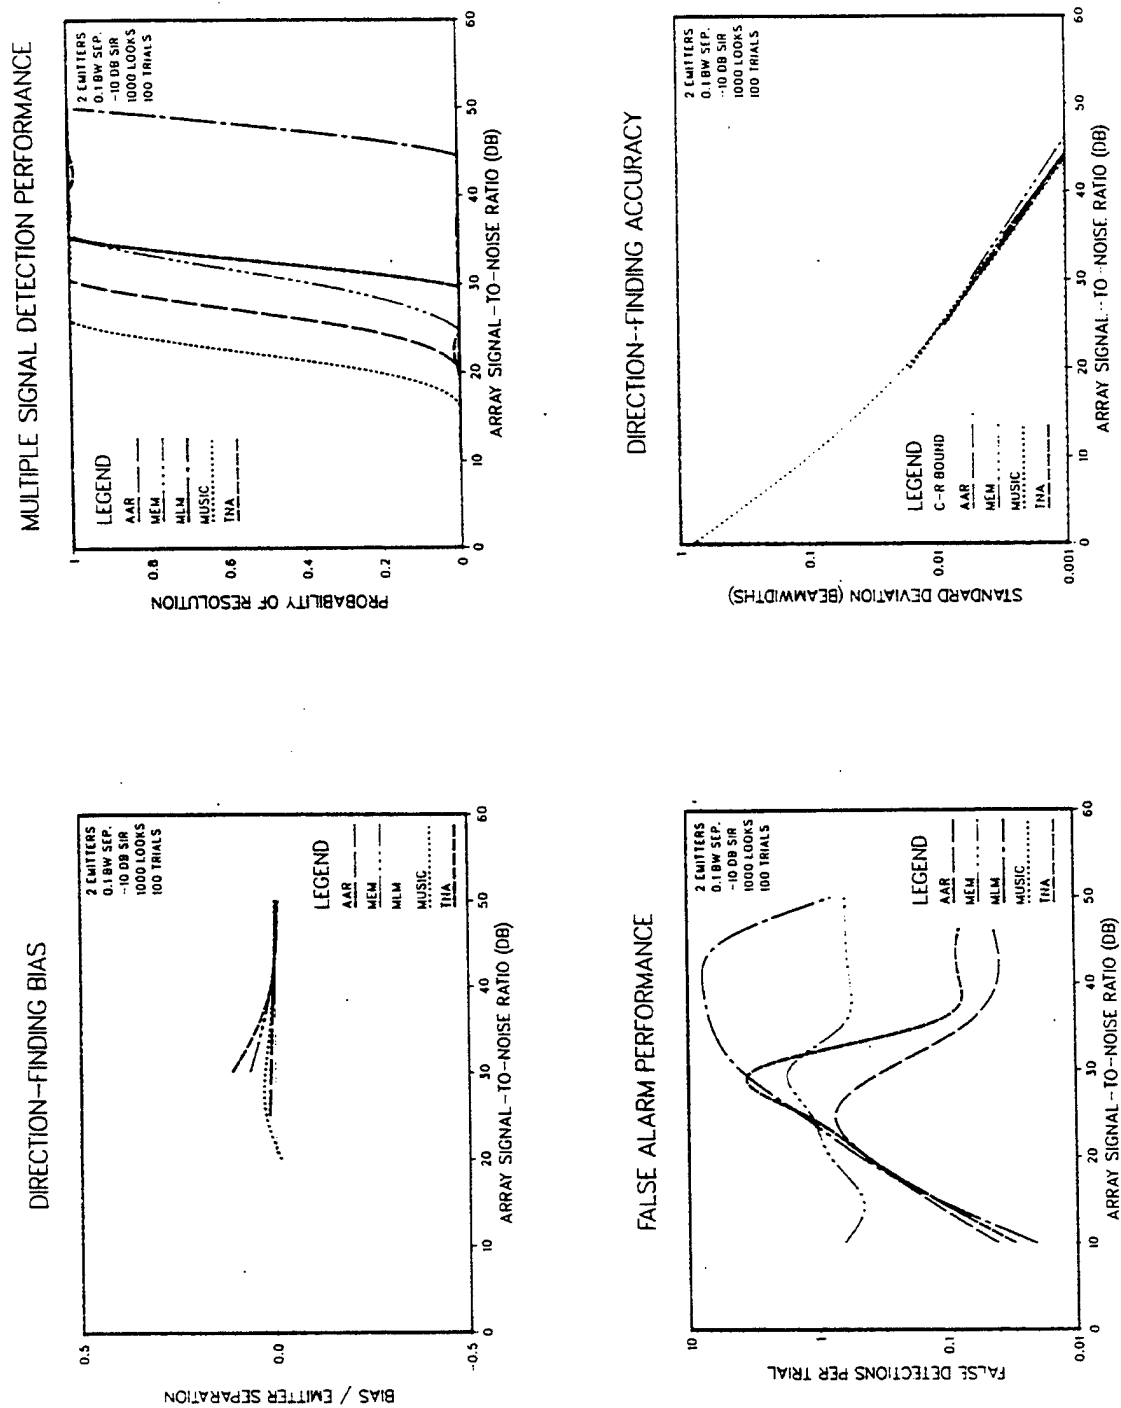 MULTIPLE SIGNAL DETECTION PERFORMANCE
2 EMITTERS
0.1 BW SEP.
-10 DB SIR
1000 LOOKS
100 TRIALS
LEGEND
AAR
MEM
MLM
MUSIC
TNA
PROBABILITY OF RESOLUTION
1
0.8
0.6
0.4
0.2
0
0
10
20
30
40
50
60
ARRAY SIGNAL-TO-NOISE RATIO (DB)
DIRECTION-FINDING ACCURACY
2 EMITTERS
0.1 BW SEP.
-10 DB SIR
1000 LOOKS
100 TRIALS
LEGEND
C-R BOUND
AAR
MEM
MUSIC
TNA
STANDARD DEVIATION (BEAMWIDTHS)
1
0.1
0.01
0.001
0
10
20
30
40
50
60
ARRAY SIGNAL-TO-NOISE RATIO (DB)
DIRECTION-FINDING BIAS
2 EMITTERS
0.1 BW SEP.
-10 DB SIR
1000 LOOKS
100 TRIALS
LEGEND
AAR
MEM
MLM
MUSIC
TNA
BIAS / EMITTER SEPARATION
0.5
0.0
-0.5
0
10
20
30
40
50
60
ARRAY SIGNAL-TO-NOISE RATIO (DB)
FALSE ALARM PERFORMANCE
2 EMITTERS
0.1 BW SEP.
-10 DB SIR
1000 LOOKS
100 TRIALS
LEGEND
AAR
MEM
MLM
MUSIC
TNA
FALSE DETECTIONS PER TRIAL
10
1
0.1
0.01
0
10
20
30
40
50
60
ARRAY SIGNAL-TO-NOISE RATIO (DB)